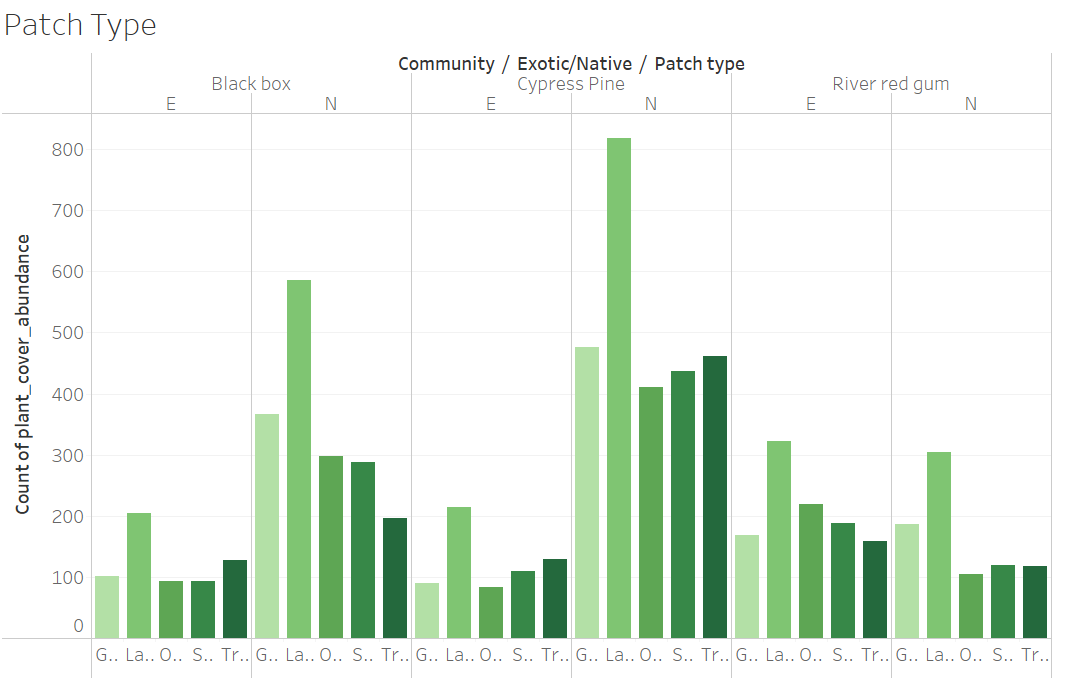 Patch Type
Community / Exotic/Native / Patch type
Black box Cypress Pine River red gum
E N E N E N
800
700
600
500
400
300
200
100
0
Count of plant_cover_abundance
G.. La.. O.. S.. Tr.. G.. La.. O.. S.. Tr.. G.. La.. O.. S.. Tr.. G.. La.. O.. S.. Tr.. G.. La.. O.. S.. Tr.. G.. La.. O.. S.. Tr..